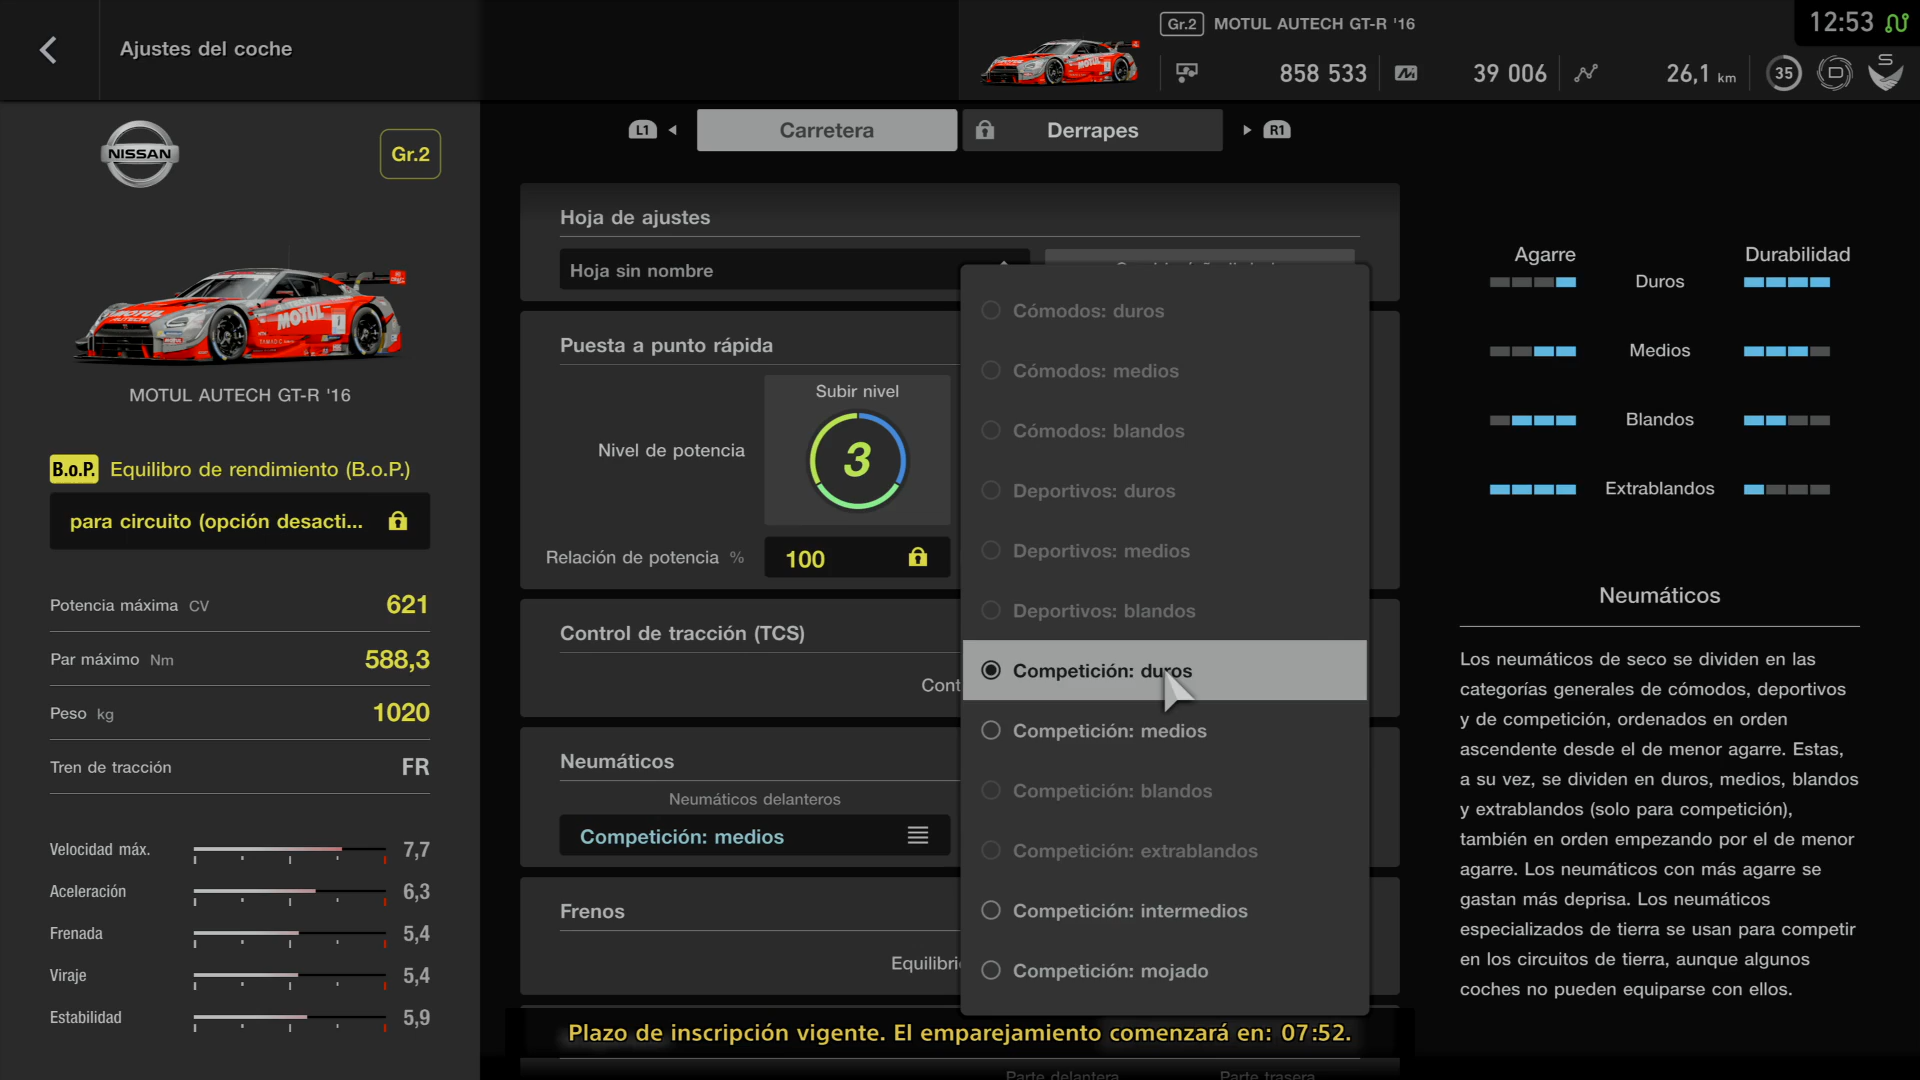 Ajustes del coche
Gr.2 MOTUL AUTECH GT-R '16
12:53
858 533
39 006
26,1 km
35
D
S
L1
Carretera
Derrapes
R1
NISSAN
Gr.2
MOTUL AUTECH GT-R '16
B.o.P. Equilibro de rendimiento (B.o.P.)
para circuito (opción desacti...
Potencia máxima CV 621
Par máximo Nm 588,3
Peso kg 1020
Tren de tracción FR
Velocidad máx. 7,7
Aceleración 6,3
Frenada 5,4
Viraje 5,4
Estabilidad 5,9
Hoja de ajustes
Hoja sin nombre
Puesta a punto rápida
Subir nivel
Nivel de potencia
3
Relación de potencia % 100
Control de tracción (TCS)
Cont
Neumáticos
Neumáticos delanteros
Competición: medios
Frenos
Equilibri
Cómodos: duros
Cómodos: medios
Cómodos: blandos
Deportivos: duros
Deportivos: medios
Deportivos: blandos
Competición: duros
Competición: medios
Competición: blandos
Competición: extrablandos
Competición: intermedios
Competición: mojado
Plazo de inscripción vigente. El emparejamiento comenzará en: 07:52.
Parte delantera
Parte trasera
Agarre
Durabilidad
Duros
Medios
Blandos
Extrablandos
Neumáticos
Los neumáticos de seco se dividen en las
categorías generales de cómodos, deportivos
y de competición, ordenados en orden
ascendente desde el de menor agarre. Estas,
a su vez, se dividen en duros, medios, blandos
y extrablandos (solo para competición),
también en orden empezando por el de menor
agarre. Los neumáticos con más agarre se
gastan más deprisa. Los neumáticos
especializados de tierra se usan para competir
en los circuitos de tierra, aunque algunos
coches no pueden equiparse con ellos.